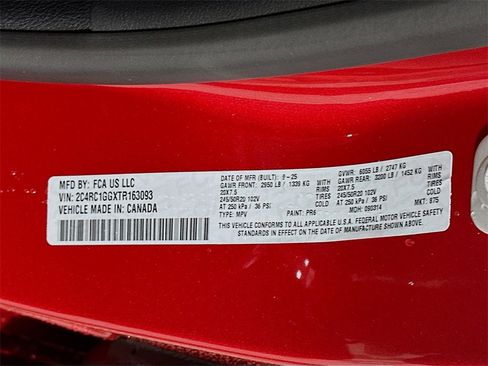 MFD BY: FCA US LLC
VIN: 2C4RC1GGXTR163093
VEHICLE MADE IN: CANADA
DATE OF MFR (BUILT): 9-25 GVWR: 6055 LB / 2747 KG
GAWR FRONT: 2950 LB / 1339 KG WITH GAWR REAR: 3200 LB / 1452 KG WITH
20X7.5 RIMS 20X7.5 RIMS
245/50R20 102V TIRES 245/50R20 102V TIRES
AT 250 kPa / 36 PSI COLD AT 250 kPa / 36 PSI COLD
TYPE: MPV PAINT: PR6 MDH: 090314 MKT: 875
THIS VEHICLE CONFORMS TO ALL APPLICABLE U.S.A. FEDERAL MOTOR VEHICLE SAFETY
STANDARDS IN EFFECT ON THE DATE OF MANUFACTURE SHOWN ABOVE.